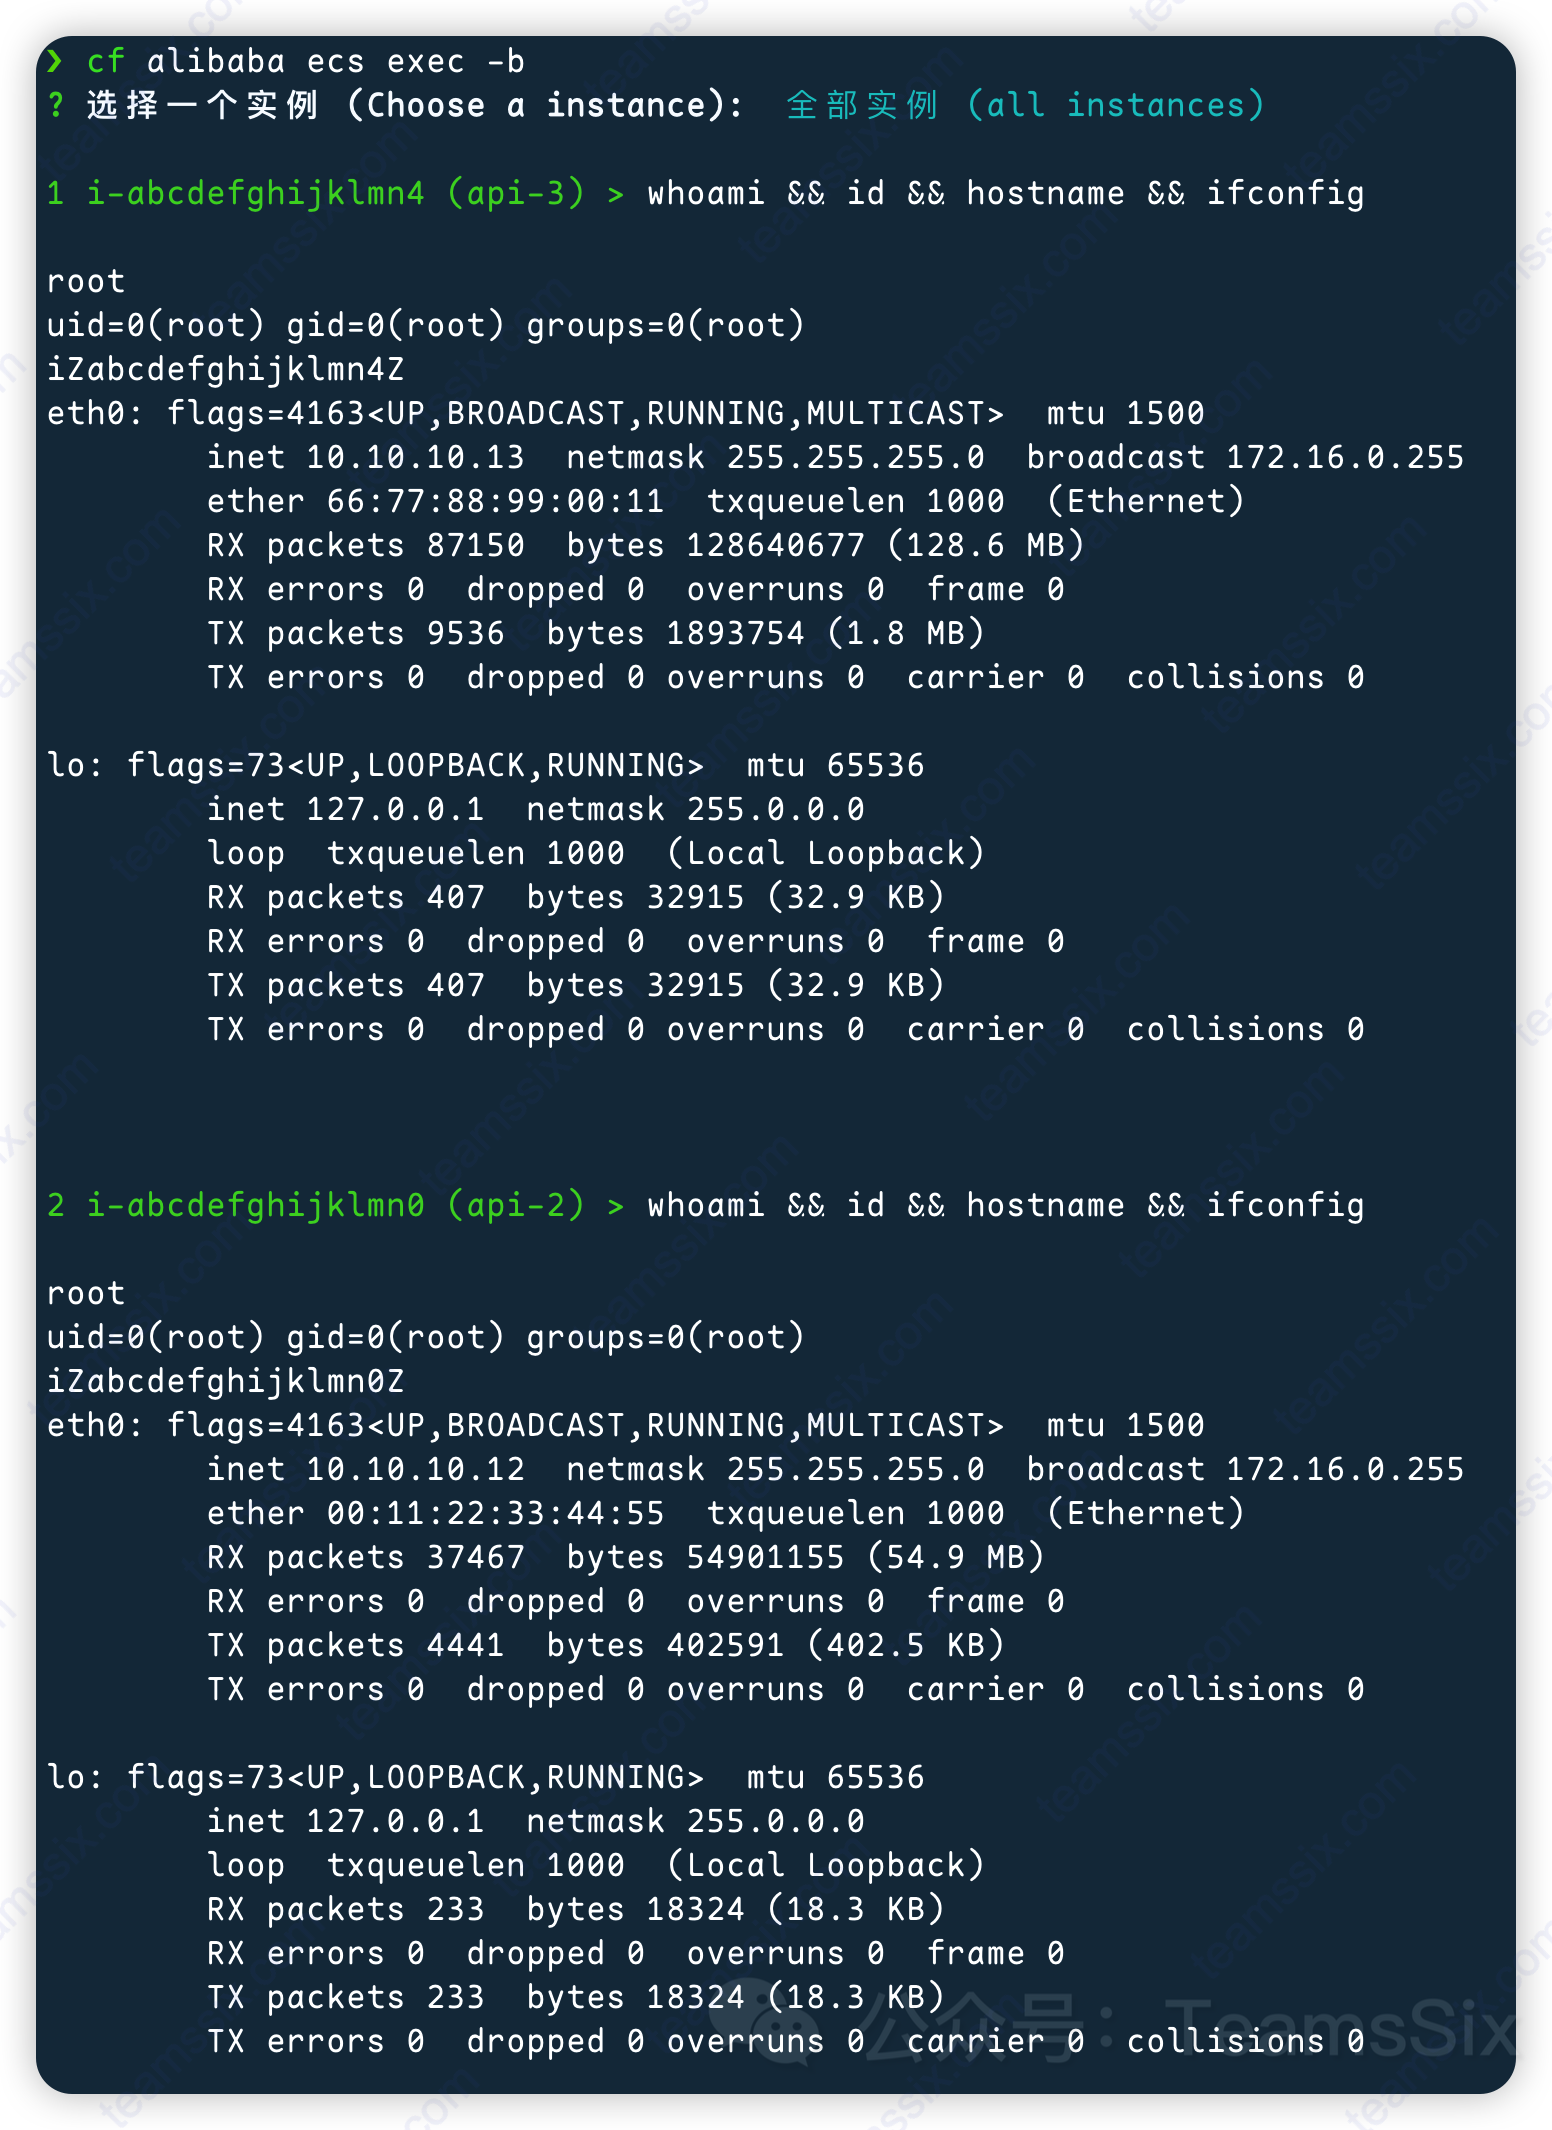 ❯ cf alibaba ecs exec -b
? 选择一个实例 (Choose a instance):  全部实例 (all instances)
1 i-abcdefghijklmn4 (api-3) > whoami && id && hostname && ifconfig
root
uid=0(root) gid=0(root) groups=0(root)
iZabcdefghijklmn4Z
eth0: flags=4163<UP,BROADCAST,RUNNING,MULTICAST>  mtu 1500
inet 10.10.10.13  netmask 255.255.255.0  broadcast 172.16.0.255
ether 66:77:88:99:00:11  txqueuelen 1000  (Ethernet)
RX packets 87150  bytes 128640677 (128.6 MB)
RX errors 0  dropped 0  overruns 0  frame 0
TX packets 9536  bytes 1893754 (1.8 MB)
TX errors 0  dropped 0 overruns 0  carrier 0  collisions 0
lo: flags=73<UP,LOOPBACK,RUNNING>  mtu 65536
inet 127.0.0.1  netmask 255.0.0.0
loop  txqueuelen 1000  (Local Loopback)
RX packets 407  bytes 32915 (32.9 KB)
RX errors 0  dropped 0  overruns 0  frame 0
TX packets 407  bytes 32915 (32.9 KB)
TX errors 0  dropped 0 overruns 0  carrier 0  collisions 0
2 i-abcdefghijklmn0 (api-2) > whoami && id && hostname && ifconfig
root
uid=0(root) gid=0(root) groups=0(root)
iZabcdefghijklmn0Z
eth0: flags=4163<UP,BROADCAST,RUNNING,MULTICAST>  mtu 1500
inet 10.10.10.12  netmask 255.255.255.0  broadcast 172.16.0.255
ether 00:11:22:33:44:55  txqueuelen 1000  (Ethernet)
RX packets 37467  bytes 54901155 (54.9 MB)
RX errors 0  dropped 0  overruns 0  frame 0
TX packets 4441  bytes 402591 (402.5 KB)
TX errors 0  dropped 0 overruns 0  carrier 0  collisions 0
lo: flags=73<UP,LOOPBACK,RUNNING>  mtu 65536
inet 127.0.0.1  netmask 255.0.0.0
loop  txqueuelen 1000  (Local Loopback)
RX packets 233  bytes 18324 (18.3 KB)
RX errors 0  dropped 0  overruns 0  frame 0
TX packets 233  bytes 18324 (18.3 KB)
TX errors 0  dropped 0 overruns 0  carrier 0  collisions 0
公众号: TeamsSix
teamssix.com